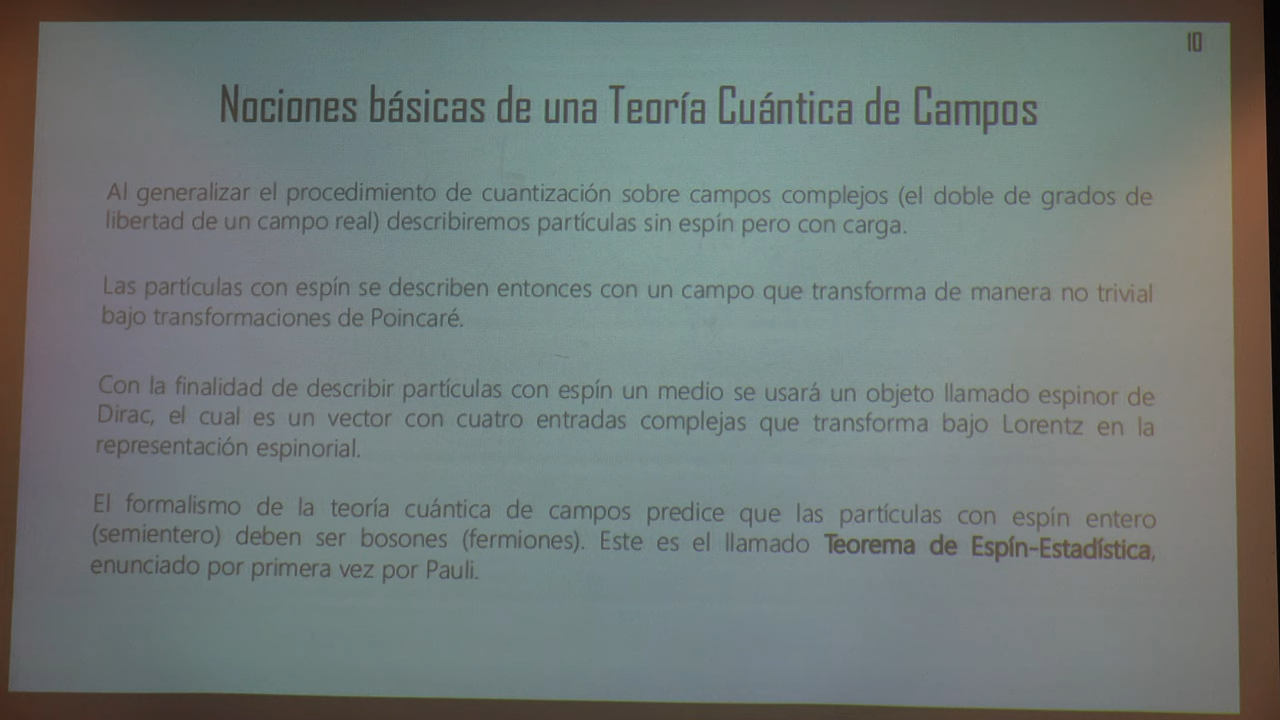 10
Nociones básicas de una Teoría Cuántica de Campos
Al generalizar el procedimiento de cuantización sobre campos complejos (el doble de grados de
libertad de un campo real) describiremos partículas sin espín pero con carga.
Las partículas con espín se describen entonces con un campo que transforma de manera no trivial
bajo transformaciones de Poincaré.
Con la finalidad de describir partículas con espín un medio se usará un objeto llamado espinor de
Dirac, el cual es un vector con cuatro entradas complejas que transforma bajo Lorentz en la
representación espinorial.
El formalismo de la teoría cuántica de campos predice que las partículas con espín entero
(semientero) deben ser bosones (fermiones). Este es el llamado Teorema de Espín-Estadística,
enunciado por primera vez por Pauli.